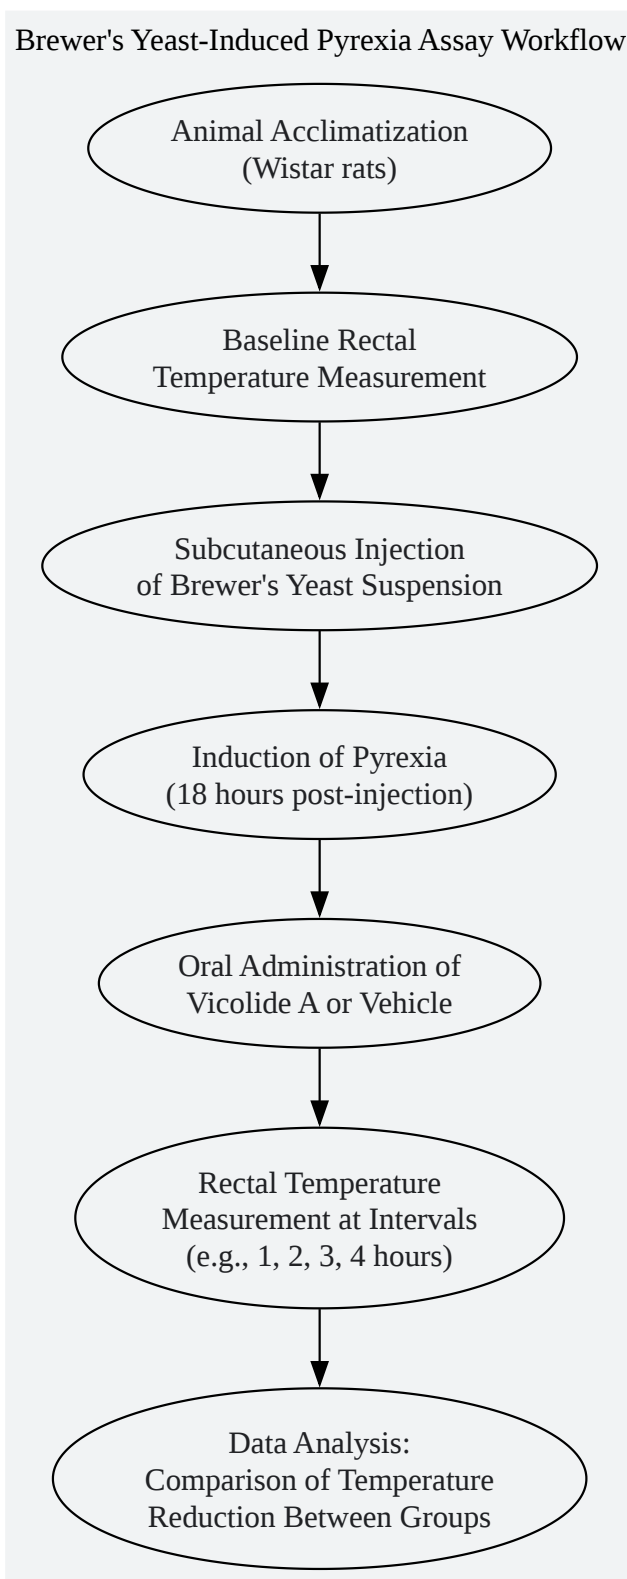 Brewer's Yeast-Induced Pyrexia Assay Workflow
Animal Acclimatization
(Wistar rats)
Baseline Rectal
Temperature Measurement
Subcutaneous Injection
of Brewer's Yeast Suspension
Induction of Pyrexia
(18 hours post-injection)
Oral Administration of
Vicolide A or Vehicle
Rectal Temperature
Measurement at Intervals
(e.g., 1, 2, 3, 4 hours)
Data Analysis:
Comparison of Temperature
Reduction Between Groups